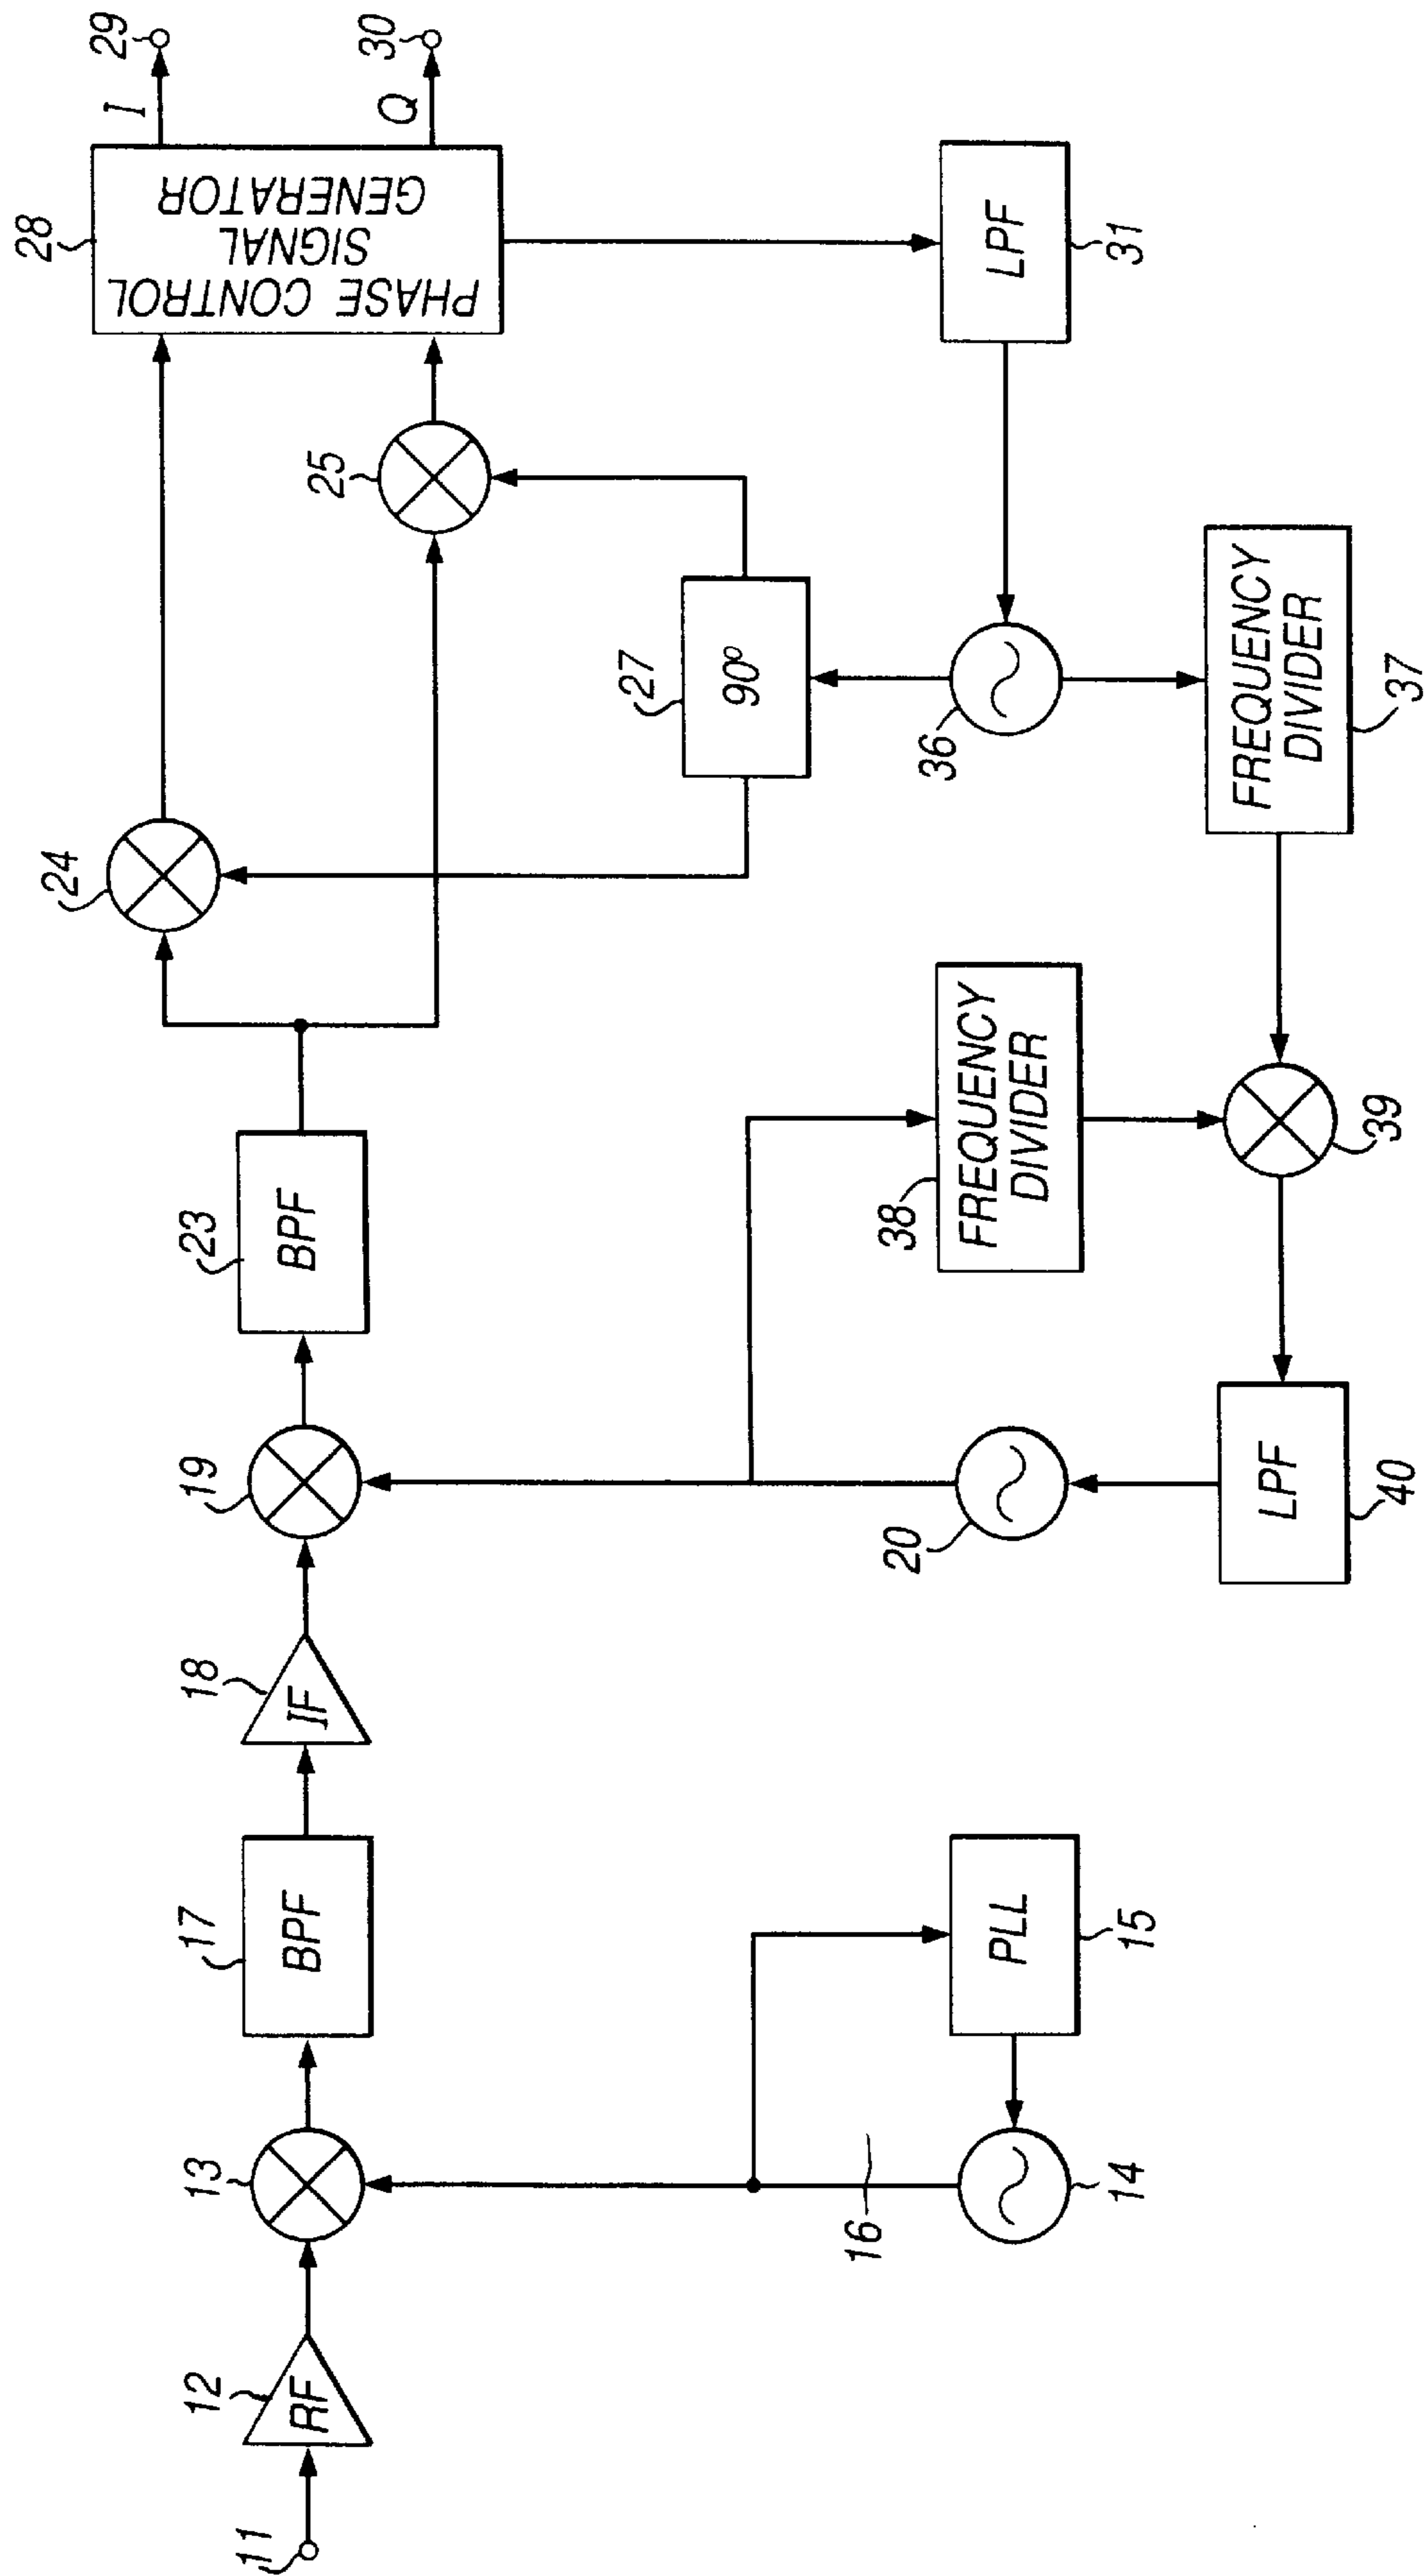 11
12
RF
13
16
14
PLL
15
17
BPF
18
IF
19
20
LPF
40
23
BPF
38
FREQUENCY
DIVIDER
39
24
25
27
90°
36
FREQUENCY
DIVIDER
37
28
PHASE CONTROL
SIGNAL
GENERATOR
LPF
31
I
29
Q
30